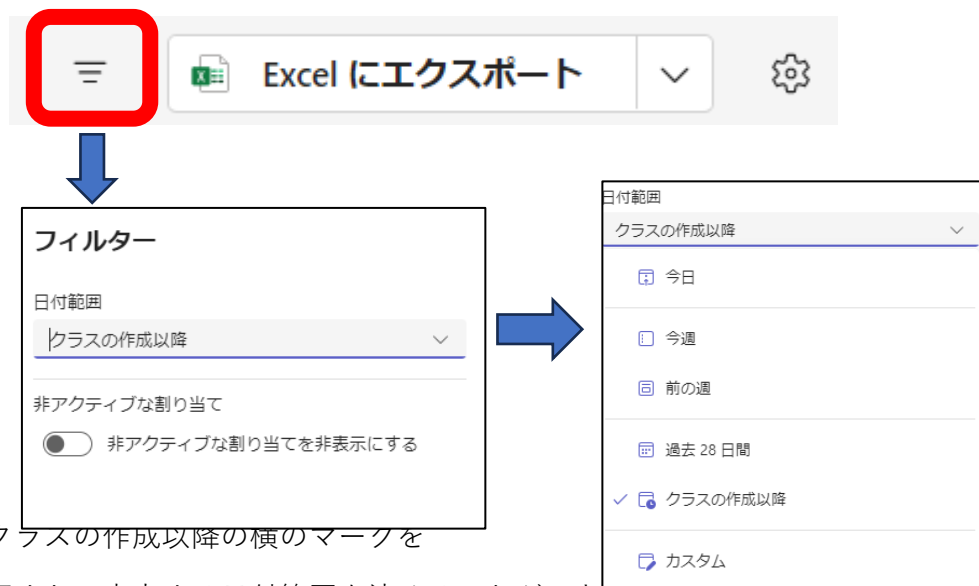 Excel にエクスポート
フィルター
日付範囲
クラスの作成以降
非アクティブな割り当て
非アクティブな割り当てを非表示にする
日付範囲
クラスの作成以降
今日
今週
前の週
過去 28 日間
クラスの作成以降
カスタム
クラスの作成以降の横のマークを